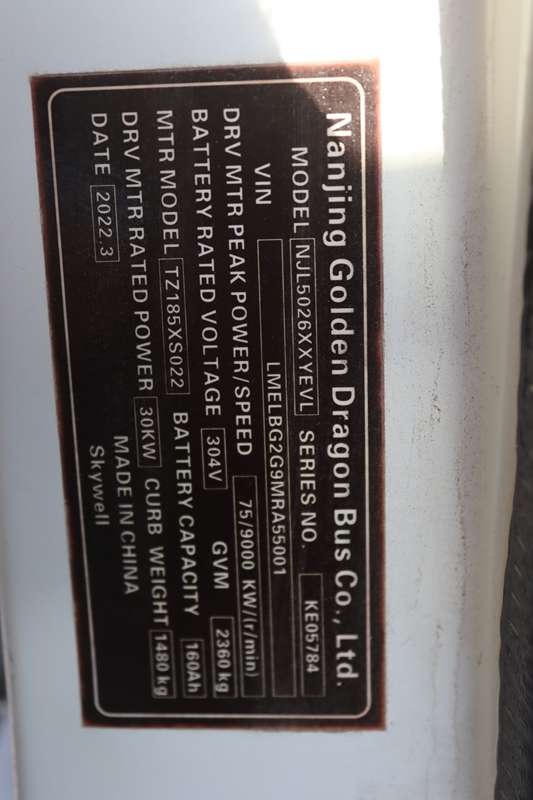 Nanjing Golden Dragon Bus Co., Ltd.
MODEL NJL5026XXYEVL SERIES NO. KE05784
VIN LMELBG2G9MRA55001
DRV MTR PEAK POWER/SPEED 75/9000 KW/(r/min)
BATTERY RATED VOLTAGE 304V GVM 2360 kg
MTR MODEL TZ185XS022 BATTERY CAPACITY 160Ah
DRV MTR RATED POWER 30KW CURB WEIGHT 1480 kg
DATE 2022.3 MADE IN CHINA
Skywell